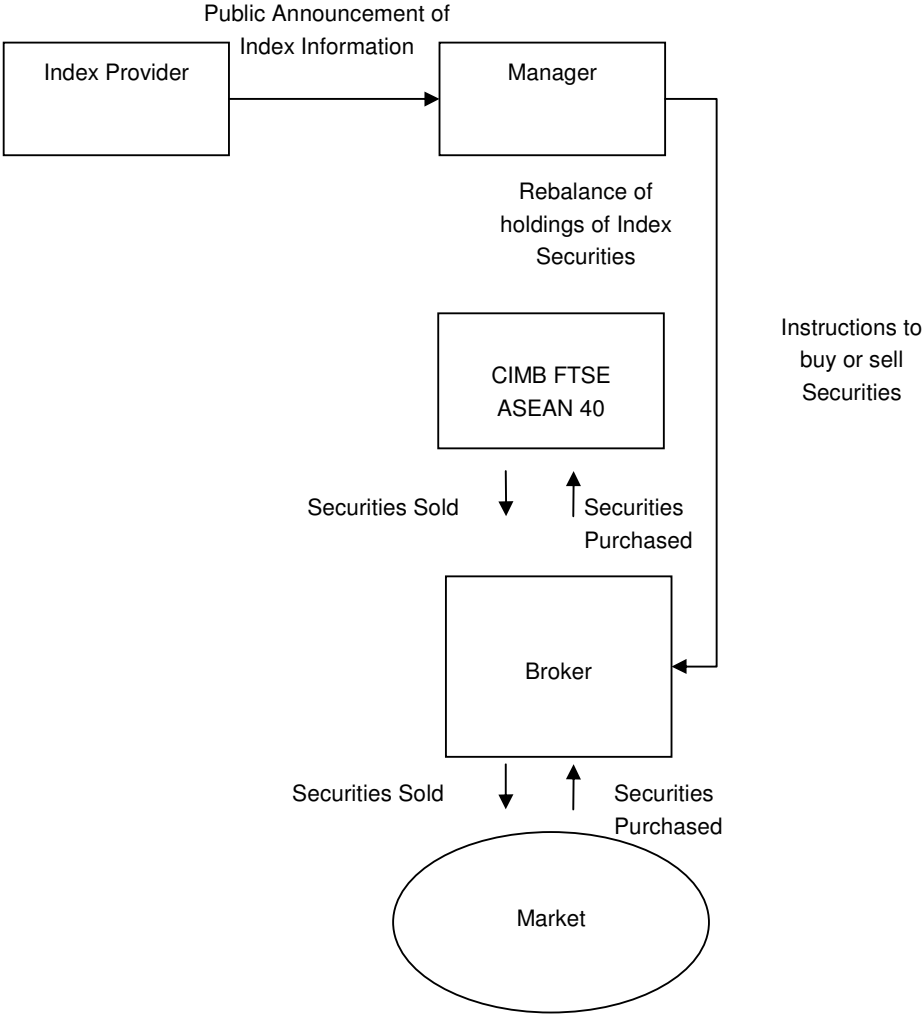 Public Announcement of
Index Information
Index Provider
Manager
Rebalance of
holdings of Index
Securities
Instructions to
buy or sell
Securities
CIMB FTSE
ASEAN 40
Securities Sold
Securities
Purchased
Broker
Securities Sold
Securities
Purchased
Market